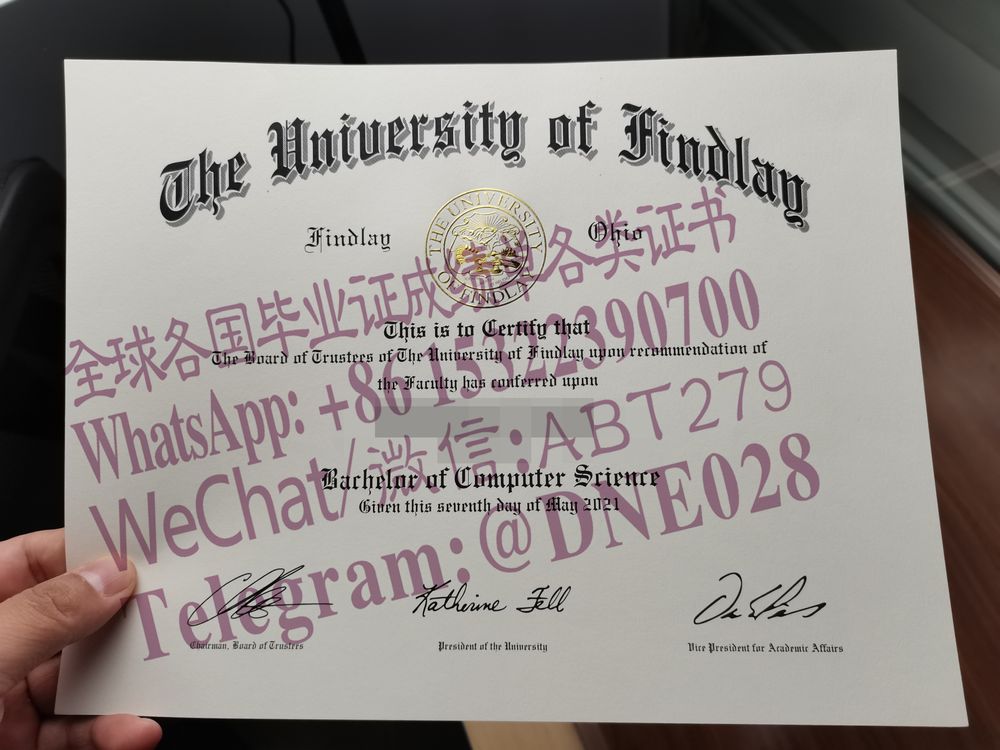 The University of Findlay
Findlay
Ohio
THE UNIVERSITY OF FINDLAY
This is to Certify that
The Board of Trustees of The University of Findlay upon recommendation of
the Faculty has conferred upon
Bachelor of Computer Science
Given this seventh day of May 2021
全球各国毕业证成绩单各类证书
WhatsApp: +86 15322390700
WeChat/微信:ABT279
Telegram:@DNE028
Katherine Fell
Chairman, Board of Trustees
President of the University
Vice President for Academic Affairs